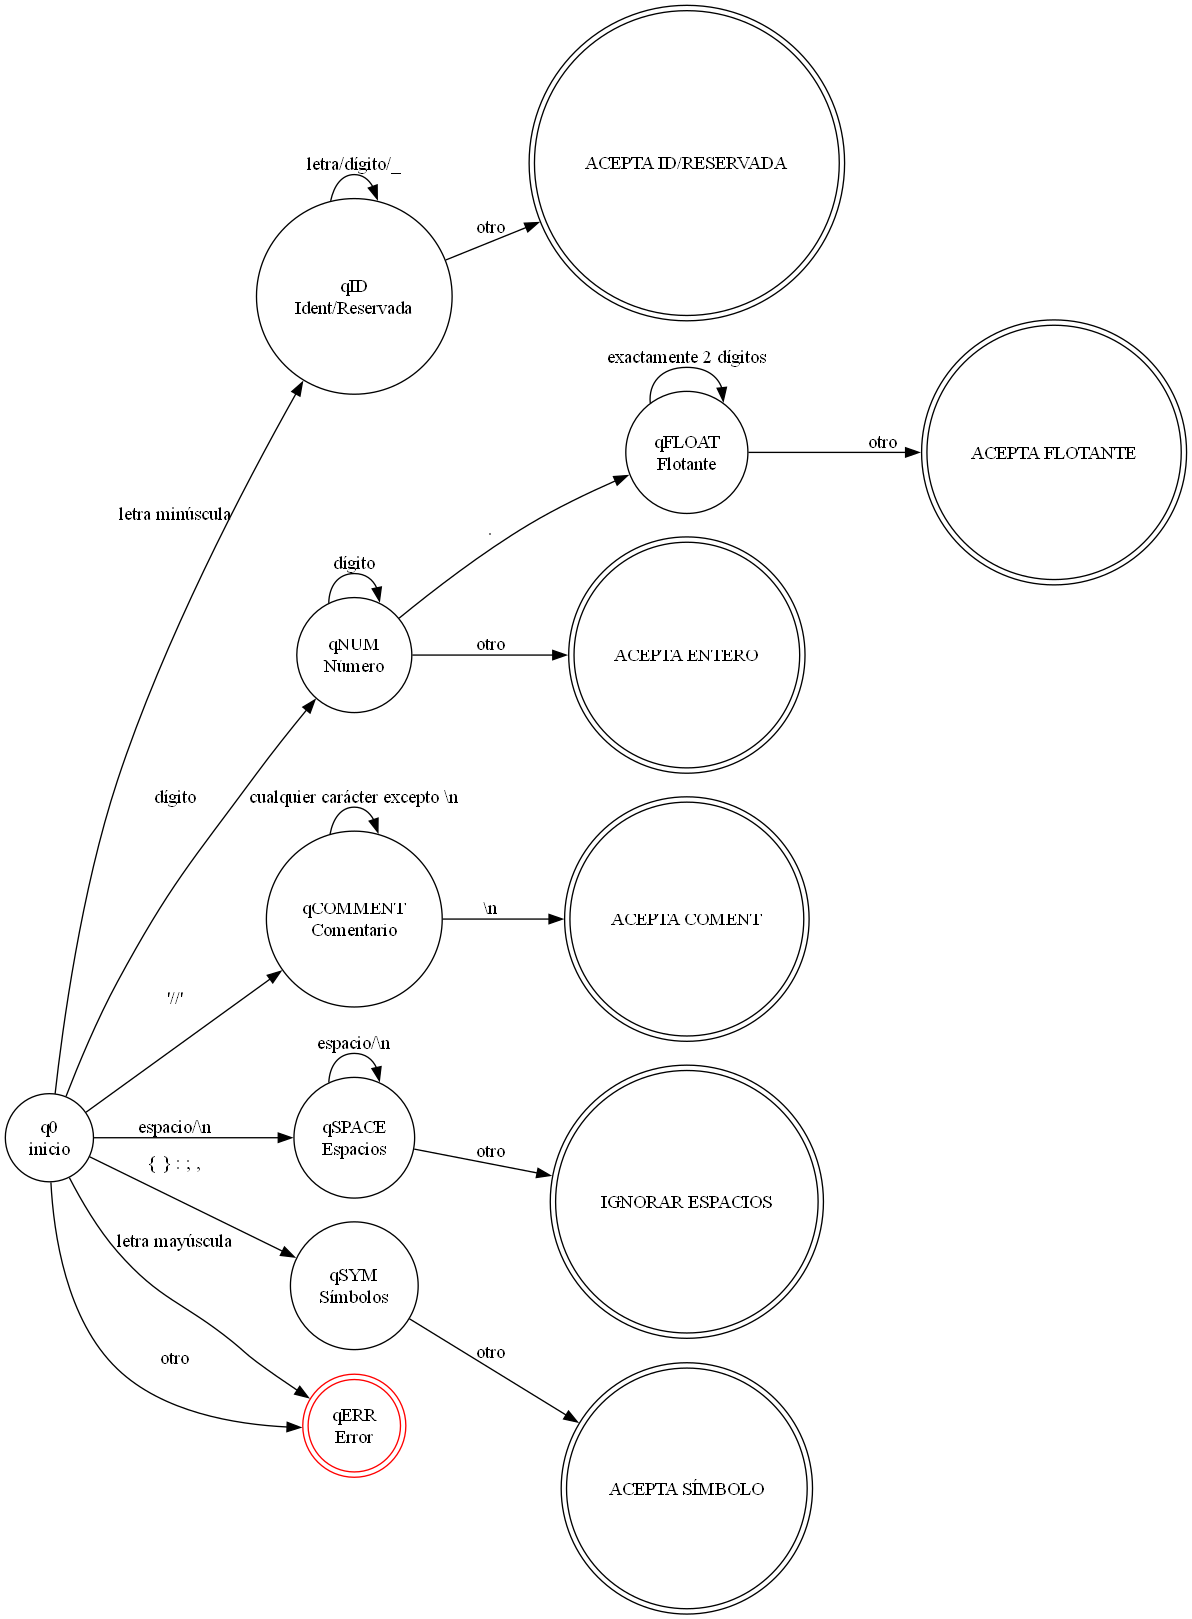 ACEPTA ID/RESERVADA
letra/dígito/_
otro
qID
Ident/Reservada
exactamente 2 dígitos
qFLOAT
Flotante
otro
ACEPTA FLOTANTE
letra minúscula
.
dígito
qNUM
Número
otro
ACEPTA ENTERO
dígito
cualquier carácter excepto \n
qCOMMENT
Comentario
\n
ACEPTA COMENT
'//'
espacio/\n
q0
inicio
espacio/\n
qSPACE
Espacios
otro
{ } : ; ,
IGNORAR ESPACIOS
letra mayúscula
qSYM
Símbolos
otro
otro
qERR
Error
ACEPTA SÍMBOLO